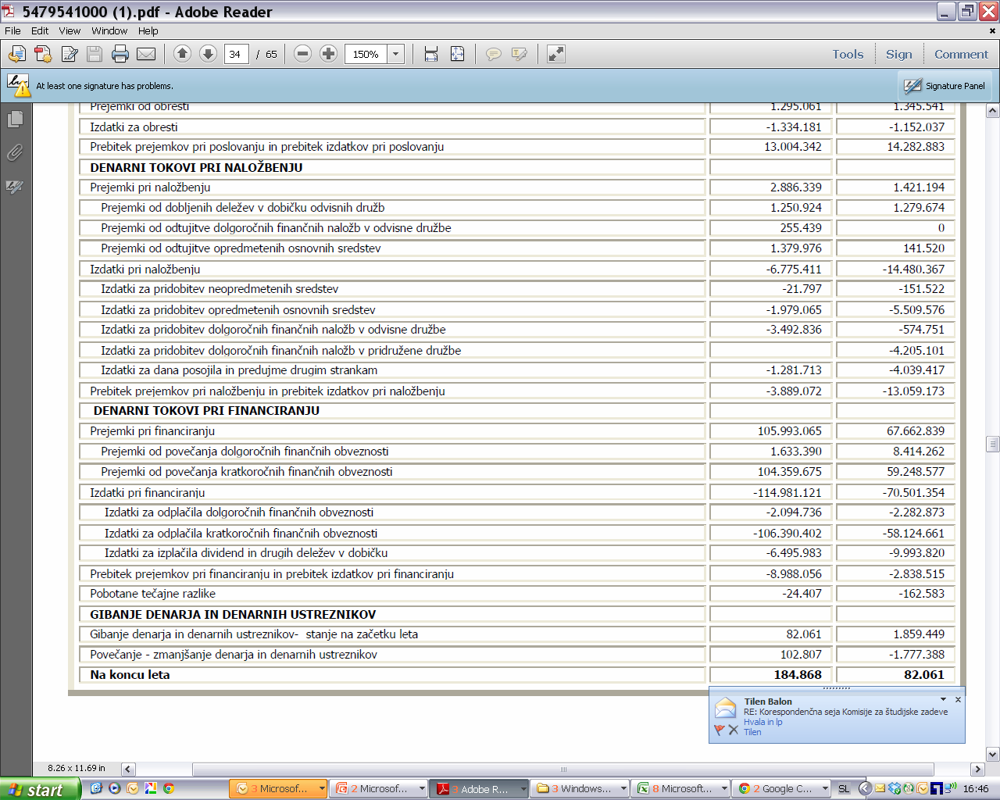 5479541000 (1).pdf - Adobe Reader
File Edit View Window Help
34 / 65 150% Tools Sign Comment
At least one signature has problems. Signature Panel
Prejemki od obresti 1.295.061 1.345.541
Izdatki za obresti -1.334.181 -1.152.037
Prebitek prejemkov pri poslovanju in prebitek izdatkov pri poslovanju 13.004.342 14.282.883
DENARNI TOKOVI PRI NALOŽBENJU
Prejemki pri naložbenju 2.886.339 1.421.194
Prejemki od dobljenih deležev v dobičku odvisnih družb 1.250.924 1.279.674
Prejemki od odtujitve dolgoročnih finančnih naložb v odvisne družbe 255.439 0
Prejemki od odtujitve opredmetenih osnovnih sredstev 1.379.976 141.520
Izdatki pri naložbenju -6.775.411 -14.480.367
Izdatki za pridobitev neopredmetenih sredstev -21.797 -151.522
Izdatki za pridobitev opredmetenih osnovnih sredstev -1.979.065 -5.509.576
Izdatki za pridobitev dolgoročnih finančnih naložb v odvisne družbe -3.492.836 -574.751
Izdatki za pridobitev dolgoročnih finančnih naložb v pridružene družbe -4.205.101
Izdatki za dana posojila in predujme drugim strankam -1.281.713 -4.039.417
Prebitek prejemkov pri naložbenju in prebitek izdatkov pri naložbenju -3.889.072 -13.059.173
DENARNI TOKOVI PRI FINANCIRANJU
Prejemki pri financiranju 105.993.065 67.662.839
Prejemki od povečanja dolgoročnih finančnih obveznosti 1.633.390 8.414.262
Prejemki od povečanja kratkoročnih finančnih obveznosti 104.359.675 59.248.577
Izdatki pri financiranju -114.981.121 -70.501.354
Izdatki za odplačila dolgoročnih finančnih obveznosti -2.094.736 -2.282.873
Izdatki za odplačila kratkoročnih finančnih obveznosti -106.390.402 -58.124.661
Izdatki za izplačila dividend in drugih deležev v dobičku -6.495.983 -9.993.820
Prebitek prejemkov pri financiranju in prebitek izdatkov pri financiranju -8.988.056 -2.838.515
Pobotane tečajne razlike -24.407 -162.583
GIBANJE DENARJA IN DENARNIH USTREZNIKOV
Gibanje denarja in denarnih ustreznikov- stanje na začetku leta 82.061 1.859.449
Povečanje - zmanjšanje denarja in denarnih ustreznikov 102.807 -1.777.388
Na koncu leta 184.868 82.061
Tilen Balon
RE: Korespondenčna seja Komisije za študijske zadeve
Hvala in lp
Tilen
8.26 x 11.69 in
start 3 Microsof... 2 Microsof... 3 Adobe R... 3 Windows... 8 Microsoft... 2 Google C... SL 16:46